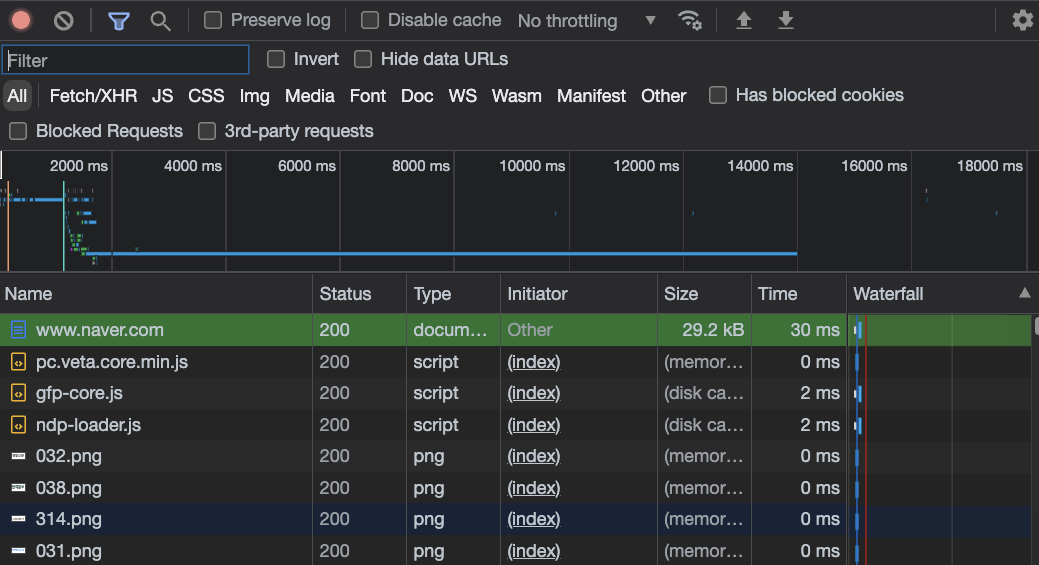 Preserve log Disable cache No throttling
Filter Invert Hide data URLs
All Fetch/XHR JS CSS Img Media Font Doc WS Wasm Manifest Other Has blocked cookies
Blocked Requests 3rd-party requests
2000 ms 4000 ms 6000 ms 8000 ms 10000 ms 12000 ms 14000 ms 16000 ms 18000 ms
Name Status Type Initiator Size Time Waterfall
www.naver.com 200 docum... Other 29.2 kB 30 ms
pc.veta.core.min.js 200 script (index) (memor... 0 ms
gfp-core.js 200 script (index) (disk ca... 2 ms
ndp-loader.js 200 script (index) (disk ca... 2 ms
032.png 200 png (index) (memor... 0 ms
038.png 200 png (index) (memor... 0 ms
314.png 200 png (index) (memor... 0 ms
031.png 200 png (index) (memor... 0 ms